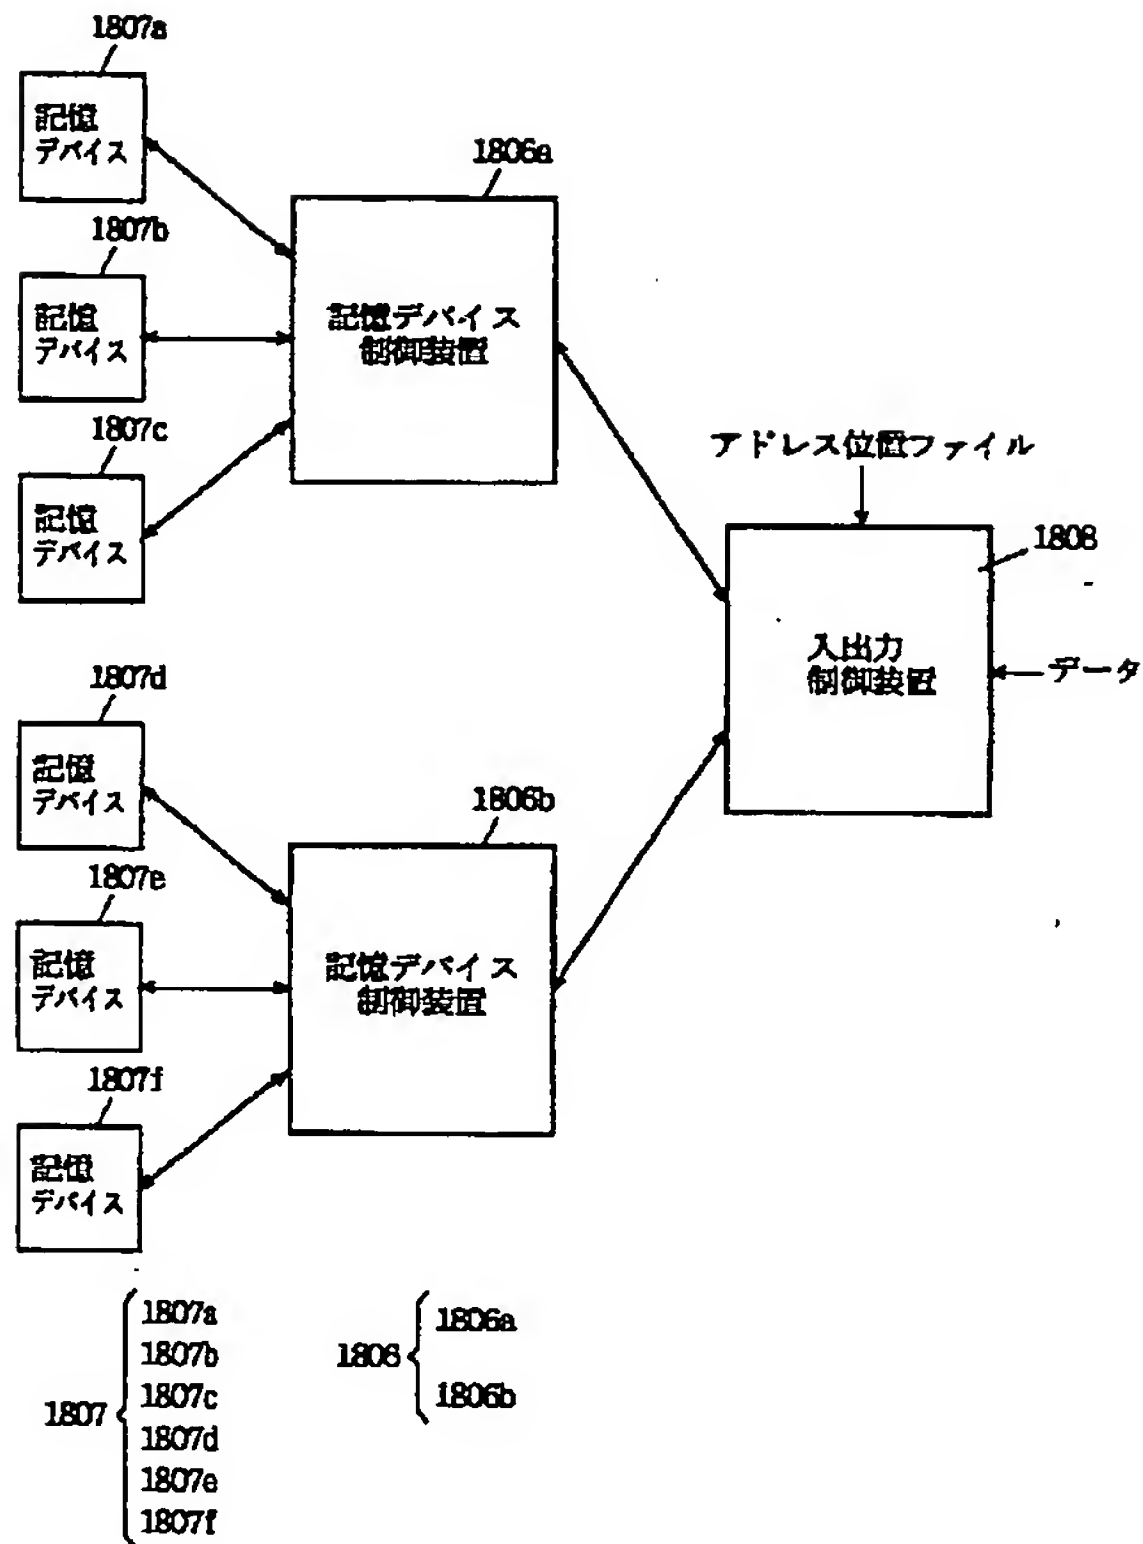 1807a
記憶
デバイス
1807b
記憶
デバイス
1807c
記憶
デバイス
1806a
記憶デバイス
制御装置
アドレス位置ファイル
1808
入出力
制御装置
データ
1807d
記憶
デバイス
1807e
記憶
デバイス
1807f
記憶
デバイス
1806b
記憶デバイス
制御装置
1807
1807a
1807b
1807c
1807d
1807e
1807f
1806
1806a
1806b